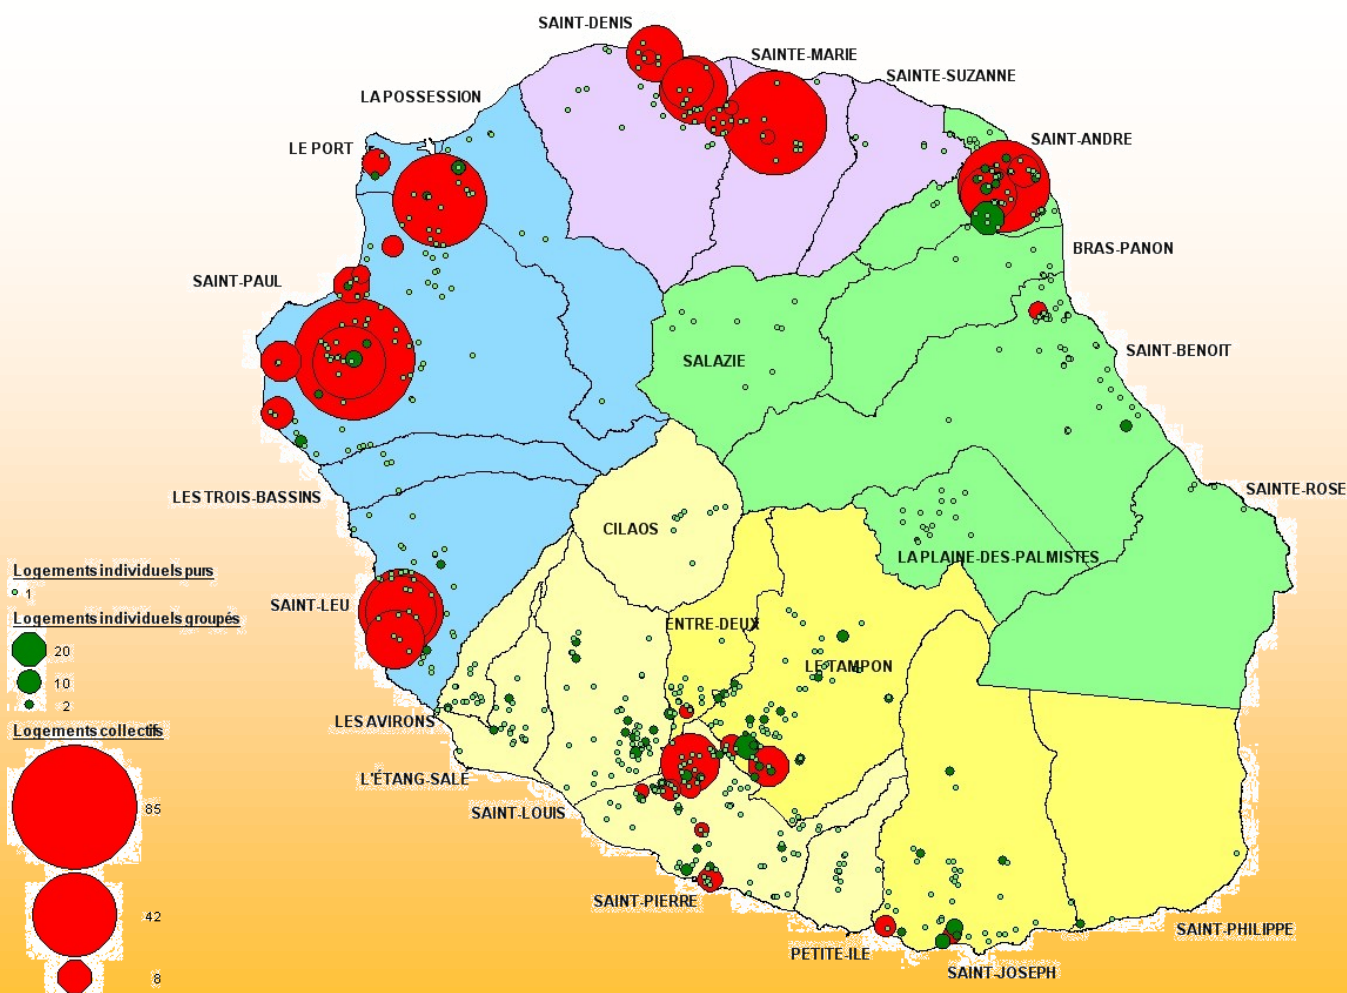 SAINT-DENIS
SAINTE-MARIE
SAINTE-SUZANNE
LA POSSESSION
SAINT-ANDRE
LE PORT
BRAS-PANON
SAINT-PAUL
SAINT-BENOIT
SALAZIE
LES TROIS-BASSINS
SAINTE-ROSE
CILAOS
LA PLAINE-DES-PALMISTES
Logements individuels purs
1
SAINT-LEU
Logements individuels groupés
ENTRE-DEUX
20
LE TAMPON
10
2
LES AVIRONS
Logements collectifs
L'ÉTANG-SALE
85
SAINT-LOUIS
SAINT-PIERRE
42
SAINT-PHILIPPE
PETITE-ILE
SAINT-JOSEPH
8